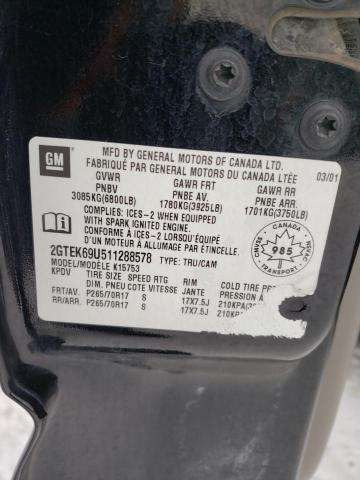 MFD BY GENERAL MOTORS OF CANADA LTD.
FABRIQUÉ PAR GENERAL MOTORS DU CANADA LTÉE
03/01
GM
GVWR GAWR FRT GAWR RR
PNBV PNBE AV. PNBE ARR.
3085KG(6800LB) 1780KG(3925LB) 1701KG(3750LB)
COMPLIES: ICES-2 WHEN EQUIPPED
WITH SPARK IGNITED ENGINE.
CONFORME À: ICES-2 LORSQU'ÉQUIPÉ
D'UN MOTEUR À ALLUMAGE PAR ÉTINCELLE.
CANADA
985
TRANSPORT
2GTEK69U511288578 TYPE: TRU/CAM
MODEL/MODÈLE K15753
KPDV TIRE SIZE SPEED RTG RIM COLD TIRE
DIM. PNEU COTE VITESSE JANTE PRESSION À
FRT/AV. P265/70R17 S 17X7.5J 210KPA
RR/ARR. P265/70R17 S 17X7.5J 210KPA